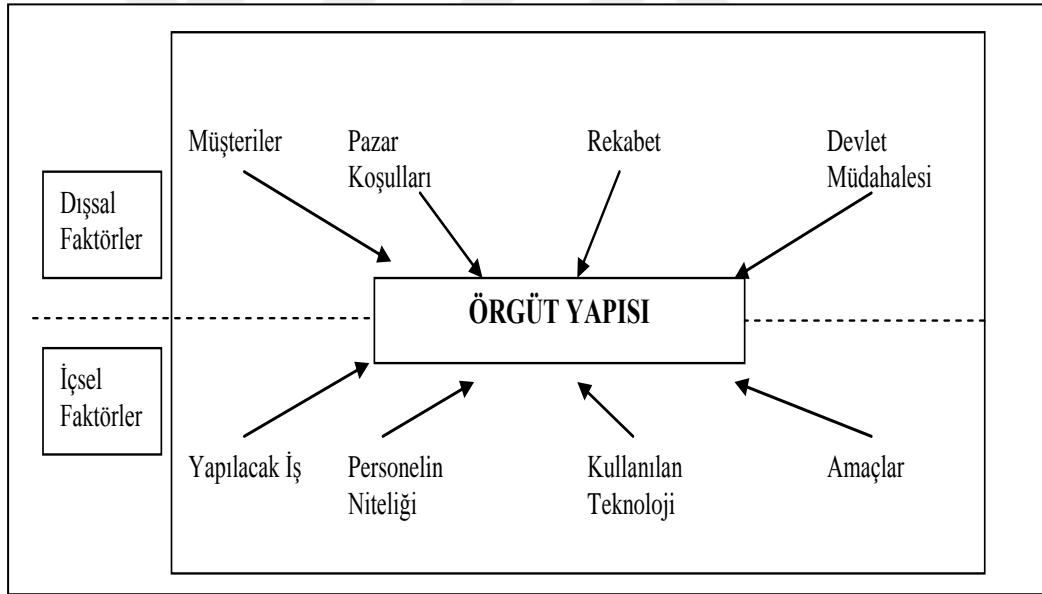 Müşteriler
Pazar
Koşulları
Rekabet
Devlet
Müdahalesi
Dışsal
Faktörler
ÖRGÜT YAPISI
İçsel
Faktörler
Yapılacak İş
Personelin
Niteliği
Kullanılan
Teknoloji
Amaçlar